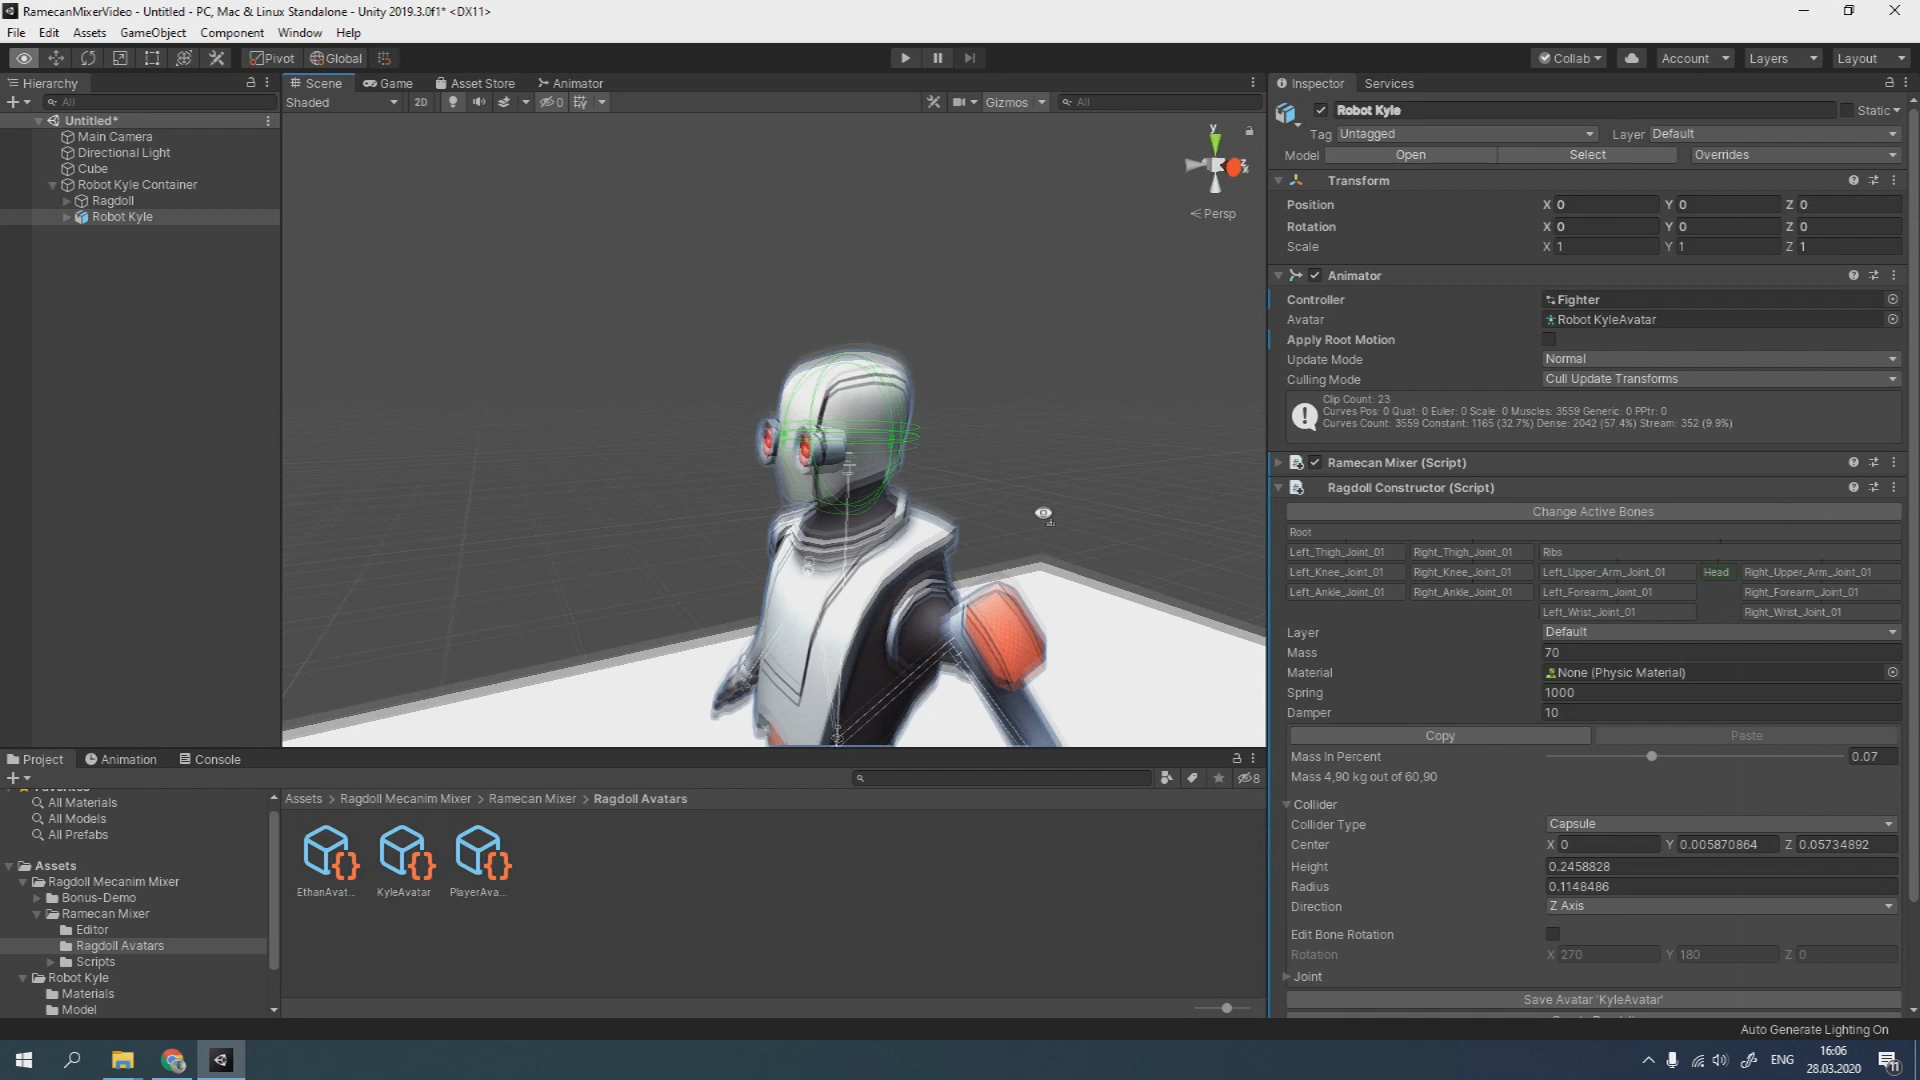 RamecanMixerVideo - Untitled - PC, Mac & Linux Standalone - Unity 2019.3.0f1* <DX11>
File Edit Assets GameObject Component Window Help
Pivot Global Collab Account Layers Layout
Hierarchy
All
Untitled*
Main Camera
Directional Light
Cube
Robot Kyle Container
Ragdoll
Robot Kyle
Scene Game Asset Store Animator
Shaded 2D 0 Gizmos All
y
z
x
Persp
Inspector Services
Robot Kyle Static
Tag Untagged Layer Default
Model Open Select Overrides
Transform
Position X 0 Y 0 Z 0
Rotation X 0 Y 0 Z 0
Scale X 1 Y 1 Z 1
Animator
Controller Fighter
Avatar Robot KyleAvatar
Apply Root Motion
Update Mode Normal
Culling Mode Cull Update Transforms
Clip Count: 23
Curves Pos: 0 Quat: 0 Euler: 0 Scale: 0 Muscles: 3559 Generic: 0 PPtr: 0
Curves Count: 3559 Constant: 1165 (32.7%) Dense: 2042 (57.4%) Stream: 352 (9.9%)
Ramecan Mixer (Script)
Ragdoll Constructor (Script)
Change Active Bones
Root
Left_Thigh_Joint_01 Right_Thigh_Joint_01 Ribs
Left_Knee_Joint_01 Right_Knee_Joint_01 Left_Upper_Arm_Joint_01 Head Right_Upper_Arm_Joint_01
Left_Ankle_Joint_01 Right_Ankle_Joint_01 Left_Forearm_Joint_01 Right_Forearm_Joint_01
Left_Wrist_Joint_01 Right_Wrist_Joint_01
Layer Default
Mass 70
Material None (Physic Material)
Spring 1000
Damper 10
Copy Paste
Mass In Percent 0.07
Mass 4,90 kg out of 60,90
Collider
Collider Type Capsule
Center X 0 Y 0.005870864 Z 0.05734892
Height 0.2458828
Radius 0.1148486
Direction Z Axis
Edit Bone Rotation
Rotation X 270 Y 180 Z 0
Joint
Save Avatar 'KyleAvatar'
Project Animation Console
8
All Materials
All Models
All Prefabs
Assets
Ragdoll Mecanim Mixer
Bonus-Demo
Ramecan Mixer
Editor
Ragdoll Avatars
Scripts
Robot Kyle
Materials
Model
Assets > Ragdoll Mecanim Mixer > Ramecan Mixer > Ragdoll Avatars
EthanAvat... KyleAvatar PlayerAva...
Auto Generate Lighting On
ENG 16:06
28.03.2020
11